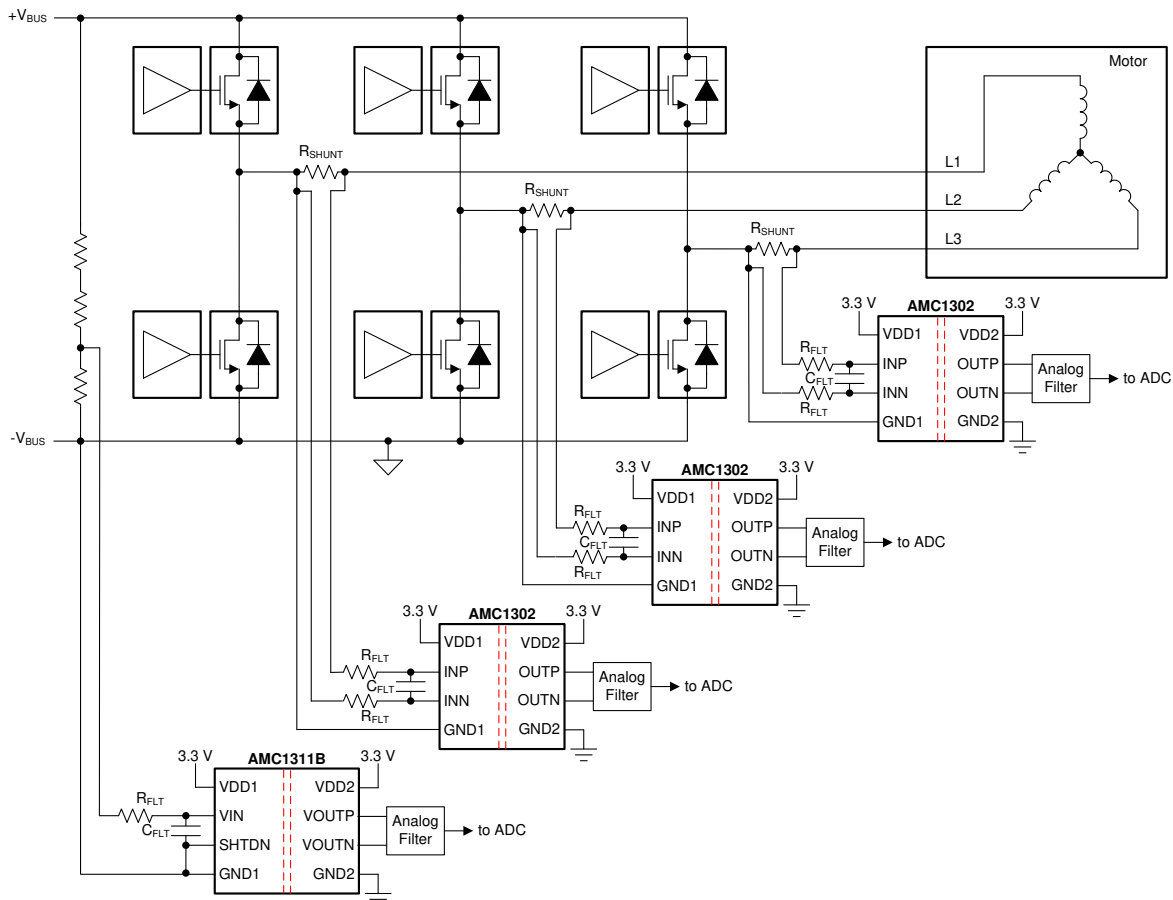 +VBUS
Motor
RSHUNT
L1
RSHUNT
L2
RSHUNT
L3
AMC1302
3.3 V
3.3 V
VDD1
VDD2
RFLT
INP
OUTP
Analog
Filter
to ADC
CFLT
INN
OUTN
RFLT
GND1
GND2
-VBUS
AMC1302
3.3 V
3.3 V
VDD1
VDD2
RFLT
INP
OUTP
Analog
Filter
to ADC
CFLT
INN
OUTN
RFLT
GND1
GND2
AMC1302
3.3 V
3.3 V
VDD1
VDD2
RFLT
INP
OUTP
Analog
Filter
to ADC
CFLT
INN
OUTN
RFLT
GND1
GND2
AMC1311B
3.3 V
3.3 V
VDD1
VDD2
RFLT
VIN
VOUTP
Analog
Filter
to ADC
CFLT
SHTDN
VOUTN
GND1
GND2